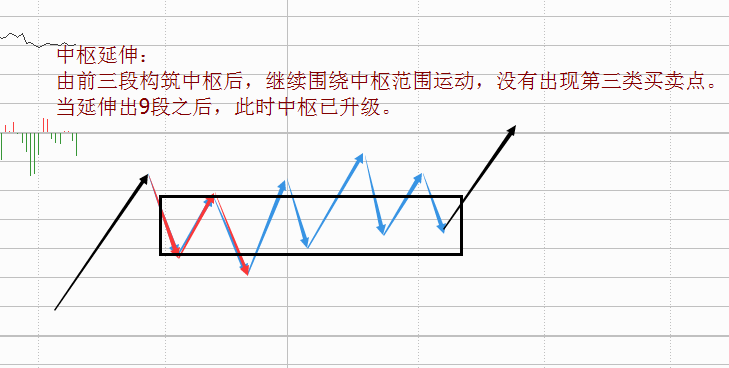 中枢延伸：
由前三段构筑中枢后，继续围绕中枢范围运动，没有出现第三类买卖点。
当延伸出9段之后，此时中枢已升级。